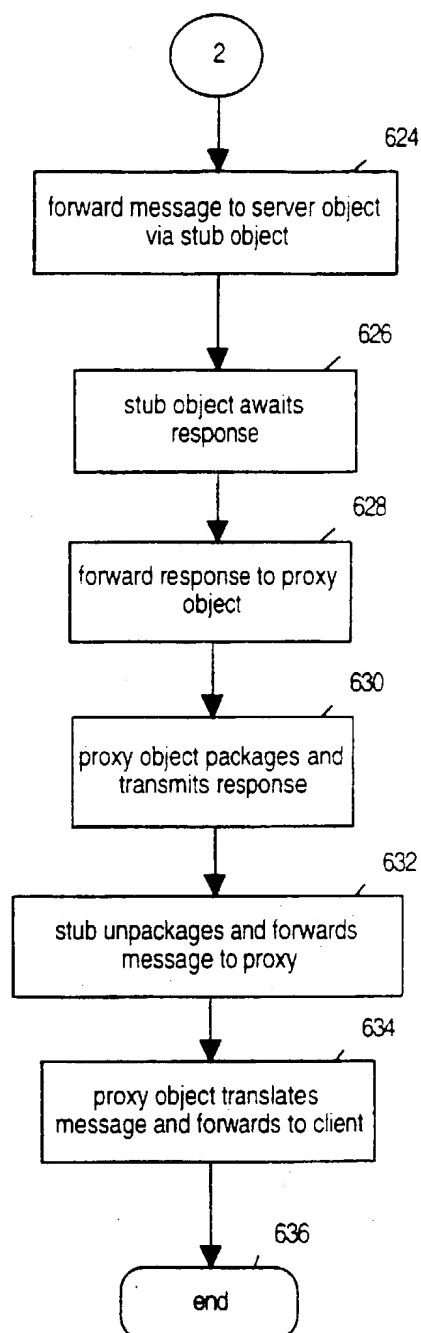 2
624
forward message to server object
via stub object
626
stub object awaits
response
628
forward response to proxy
object
630
proxy object packages and
transmits response
632
stub unpackages and forwards
message to proxy
634
proxy object translates
message and forwards to client
636
end